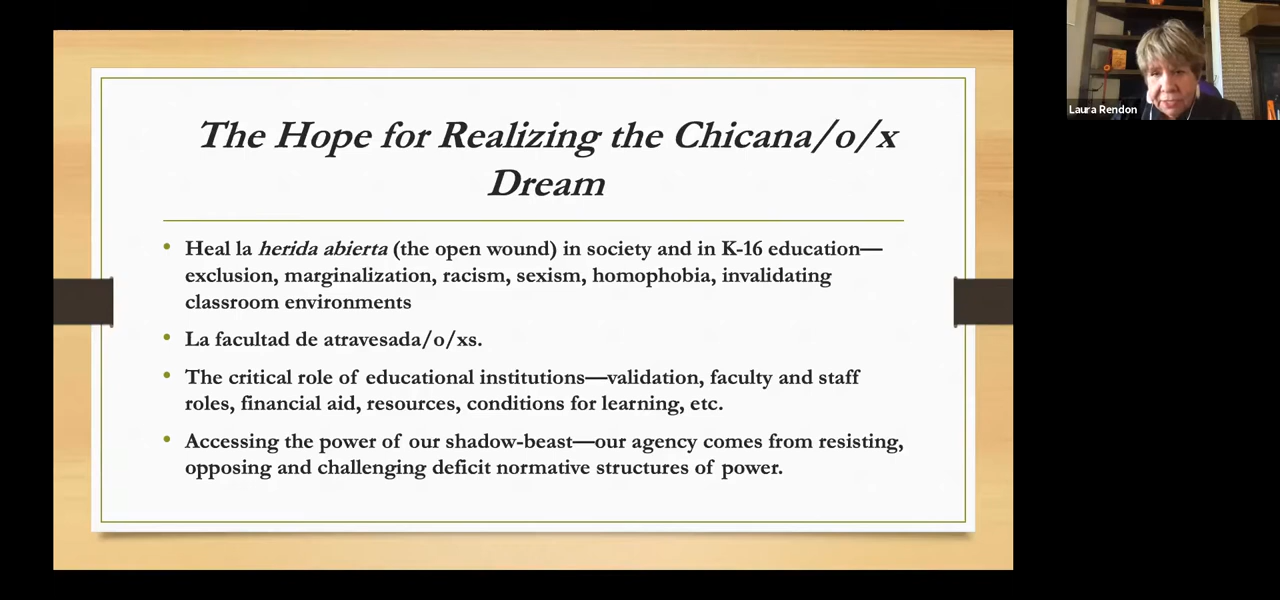 The Hope for Realizing the Chicana/o/x
Dream
• Heal la herida abierta (the open wound) in society and in K-16 education—
exclusion, marginalization, racism, sexism, homophobia, invalidating
classroom environments
• La facultad de atravesada/o/xs.
• The critical role of educational institutions—validation, faculty and staff
roles, financial aid, resources, conditions for learning, etc.
• Accessing the power of our shadow-beast—our agency comes from resisting,
opposing and challenging deficit normative structures of power.
Laura Rendon